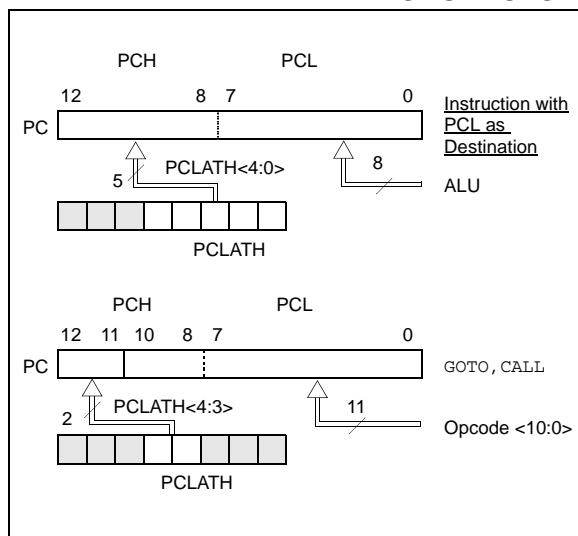 PCH PCL
12 8 7 0
PC
Instruction with
PCL as
Destination
5
PCLATH<4:0>
8
ALU
PCLATH
PCH PCL
12 11 10 8 7 0
PC
GOTO, CALL
2
PCLATH<4:3>
11
Opcode <10:0>
PCLATH